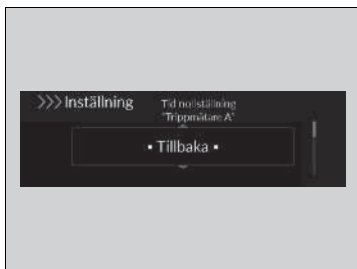 >>> Inställning
Tid nollställning
"Trippmätare A"
• Tillbaka •